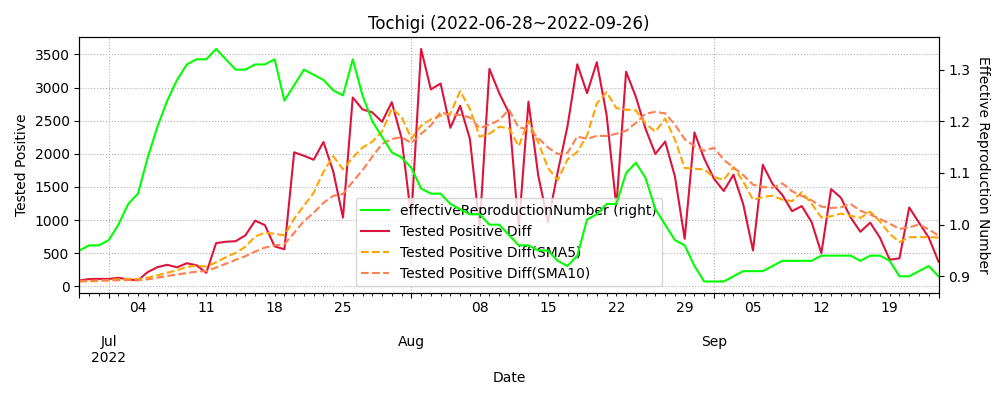 Tochigi (2022-06-28~2022-09-26)
Tested Positive
3500
3000
2500
2000
1500
1000
500
0
effectiveReproductionNumber (right)
Tested Positive Diff
Tested Positive Diff(SMA5)
Tested Positive Diff(SMA10)
1.3
1.2
1.1
1.0
0.9
Effective Reproduction Number
04 11 18 25 08 15 22 29 05 12 19
Jul Aug Sep
2022
Date